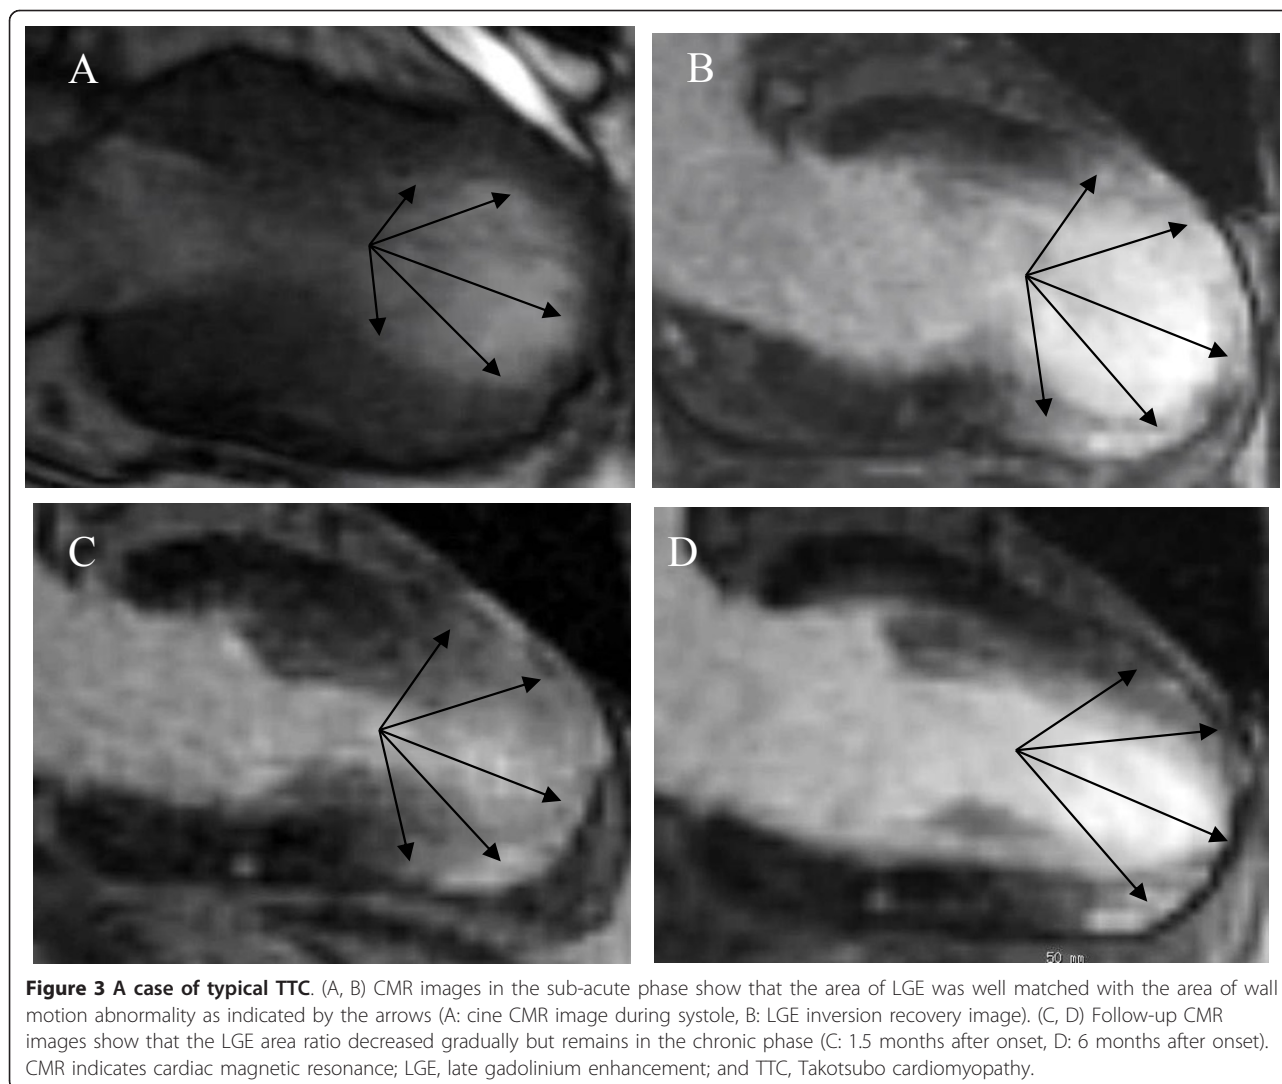 A
B
C
D
50 mm
Figure 3 A case of typical TTC. (A, B) CMR images in the sub-acute phase show that the area of LGE was well matched with the area of wall
motion abnormality as indicated by the arrows (A: cine CMR image during systole, B: LGE inversion recovery image). (C, D) Follow-up CMR
images show that the LGE area ratio decreased gradually but remains in the chronic phase (C: 1.5 months after onset, D: 6 months after onset).
CMR indicates cardiac magnetic resonance; LGE, late gadolinium enhancement; and TTC, Takotsubo cardiomyopathy.